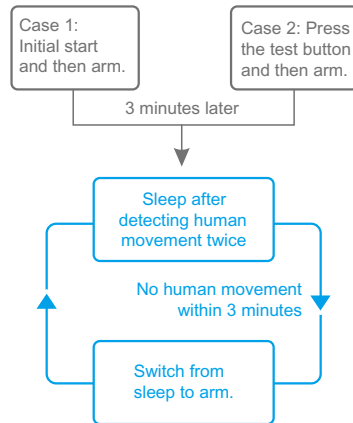 Case 1:
Initial start
and then arm.
Case 2: Press
the test button
and then arm.
3 minutes later
Sleep after
detecting human
movement twice
No human movement
within 3 minutes
Switch from
sleep to arm.